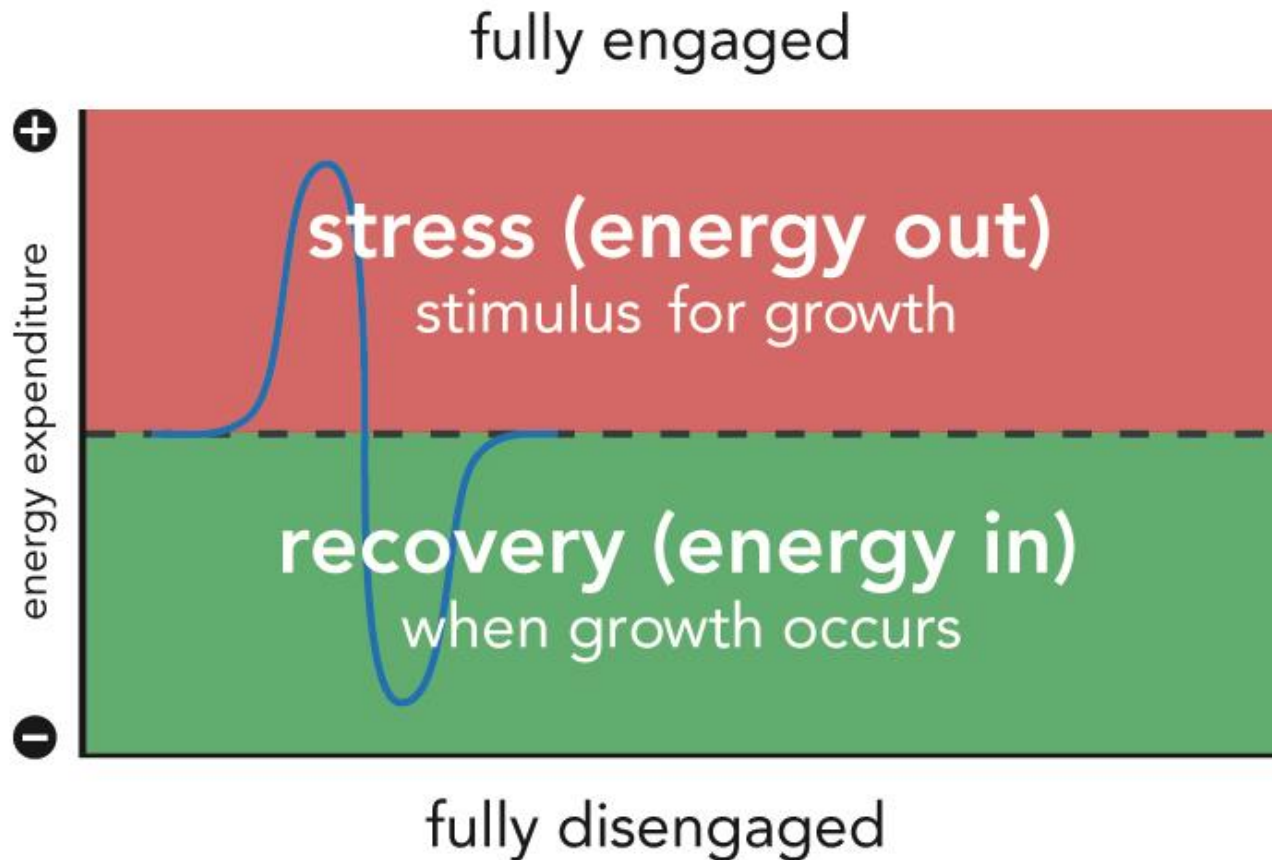 fully engaged
+
energy expenditure
stress (energy out)
stimulus for growth
recovery (energy in)
when growth occurs
−
fully disengaged